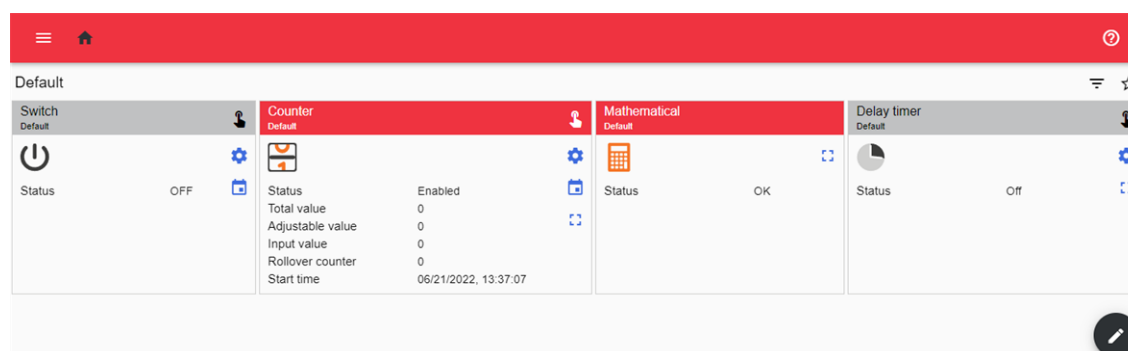 Default
Switch
Default
Status OFF
Counter
Default
Status Enabled
Total value 0
Adjustable value 0
Input value 0
Rollover counter 0
Start time 06/21/2022, 13:37:07
Mathematical
Default
Status OK
Delay timer
Default
Status Off